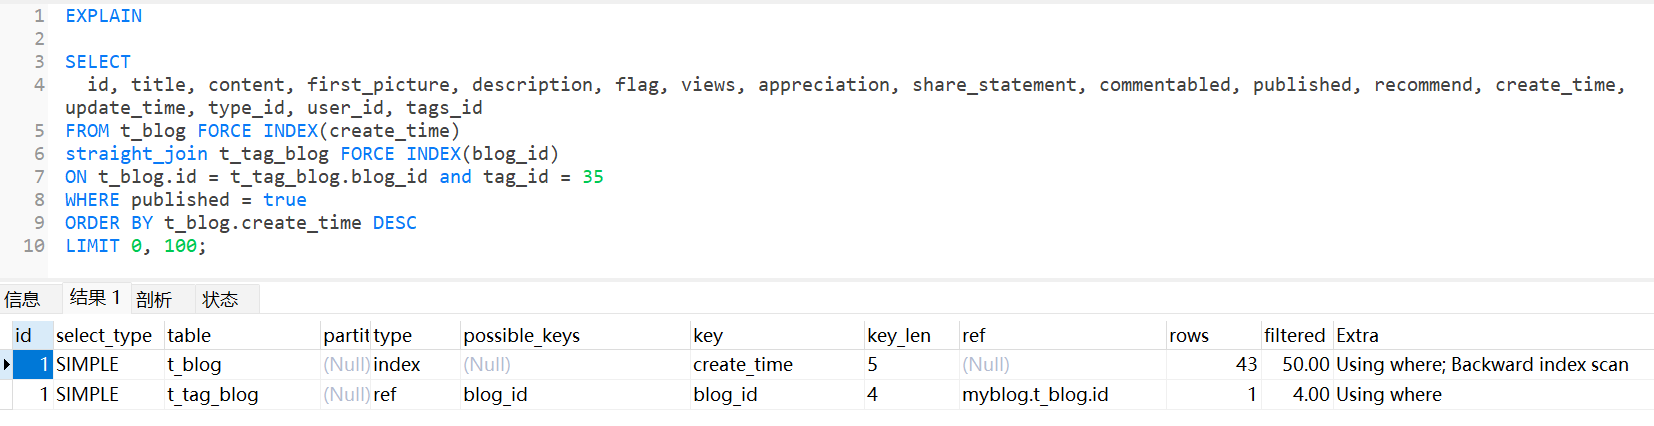 1 EXPLAIN
2
3 SELECT
4 id, title, content, first_picture, description, flag, views, appreciation, share_statement, commentabled, published, recommend, create_time,
update_time, type_id, user_id, tags_id
5 FROM t_blog FORCE INDEX(create_time)
6 straight_join t_tag_blog FORCE INDEX(blog_id)
7 ON t_blog.id = t_tag_blog.blog_id and tag_id = 35
8 WHERE published = true
9 ORDER BY t_blog.create_time DESC
10 LIMIT 0, 100;
信息 结果 1 剖析 状态
id select_type table partit type possible_keys key key_len ref rows filtered Extra
1 SIMPLE t_blog (Null) index (Null) create_time 5 (Null) 43 50.00 Using where; Backward index scan
1 SIMPLE t_tag_blog (Null) ref blog_id blog_id 4 myblog.t_blog.id 1 4.00 Using where